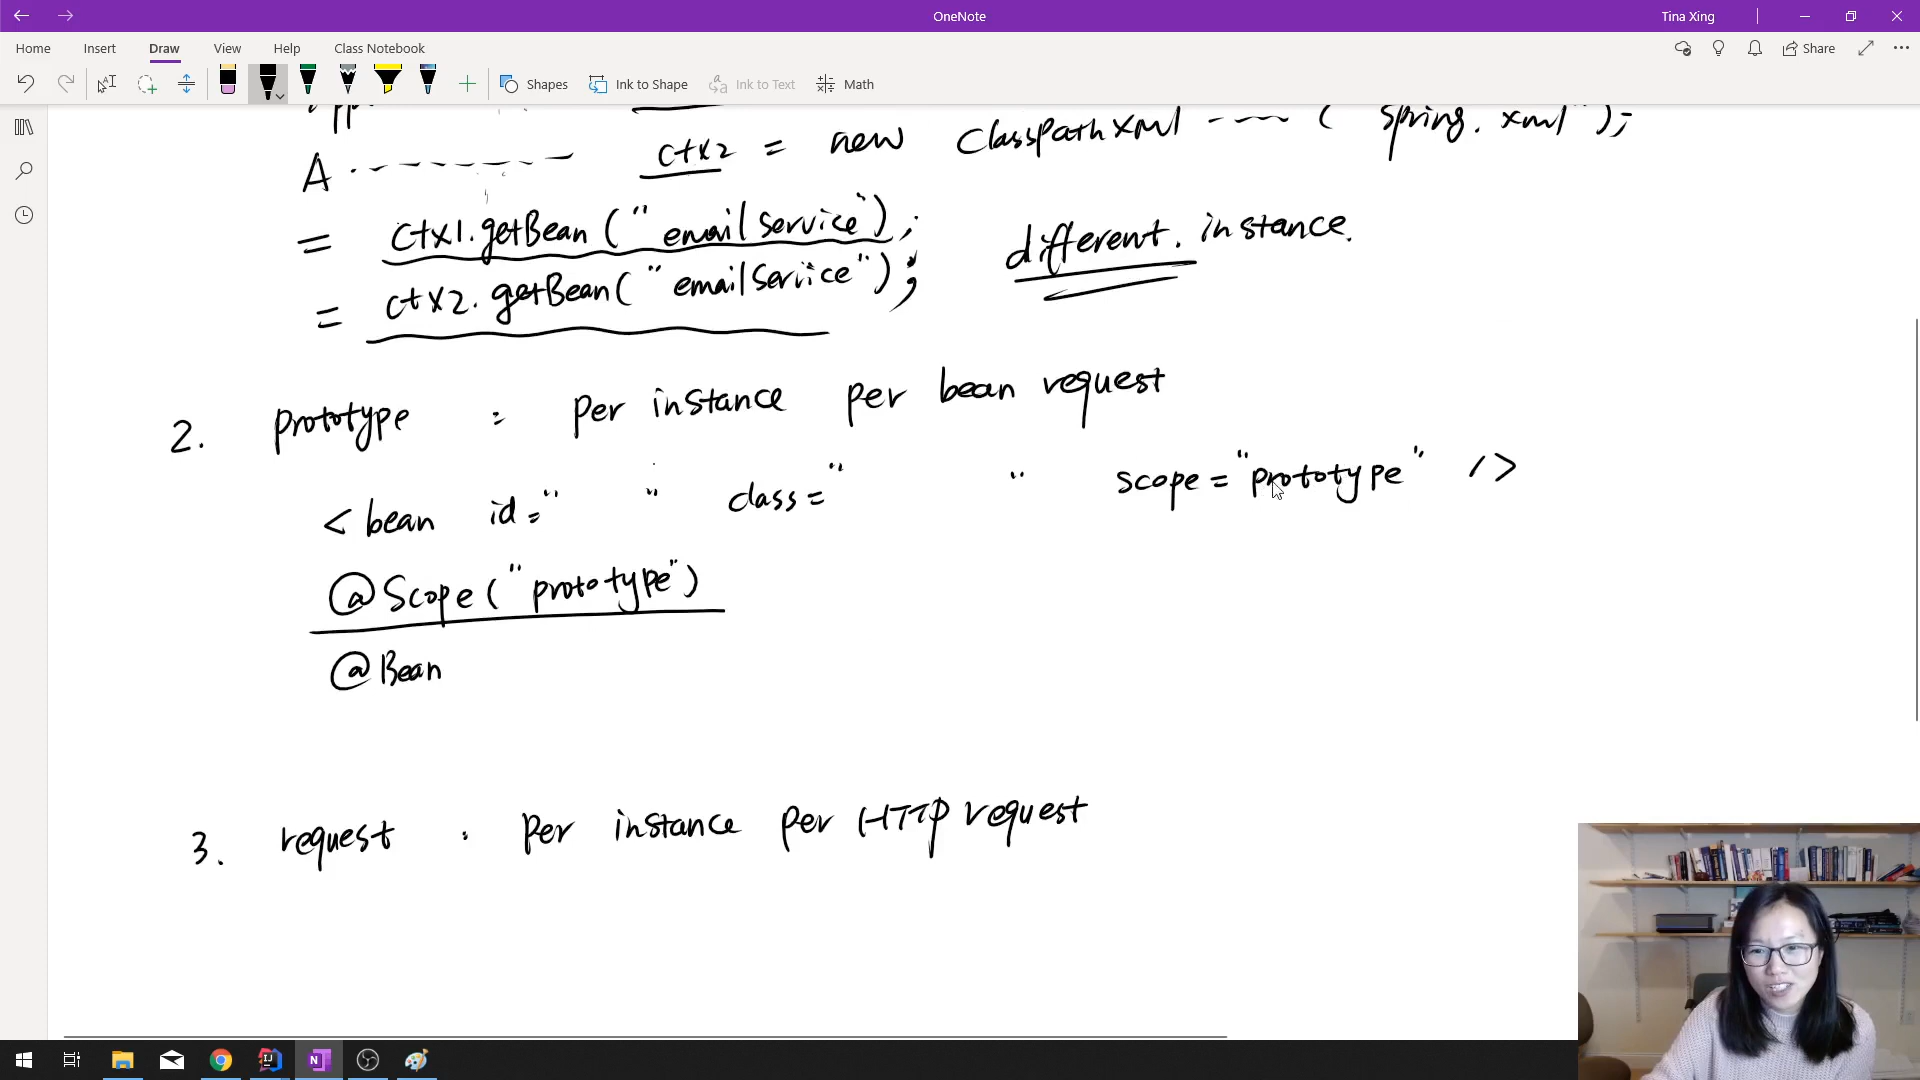 OneNote
Tina Xing
Home Insert Draw View Help Class Notebook
Share
Shapes Ink to Shape Ink to Text Math
A ctx2 = new ClassPathXml ( "spring.xml");
= ctx1.getBean("emailService");
different. instance.
= ctx2.getBean("emailService");
2. prototype : per instance per bean request
<bean id=" " class=" " scope="prototype" />
@Scope("prototype")
@Bean
3. request . per instance per HTTP request